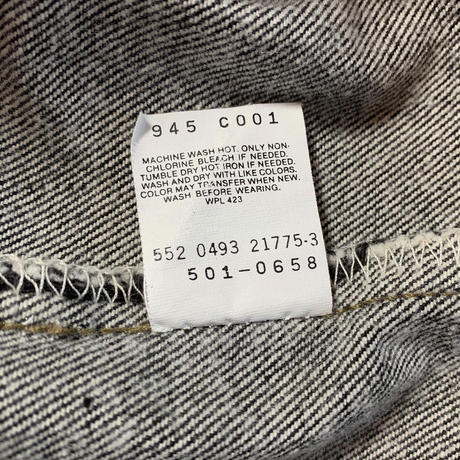 945 C001
MACHINE WASH HOT. ONLY NON-
CHLORINE BLEACH IF NEEDED.
TUMBLE DRY HOT IRON IF NEEDED.
WASH AND DRY WITH LIKE COLORS.
COLOR MAY TRANSFER WHEN NEW.
WASH BEFORE WEARING.
WPL 423
552 0493 21775-3
501-0658